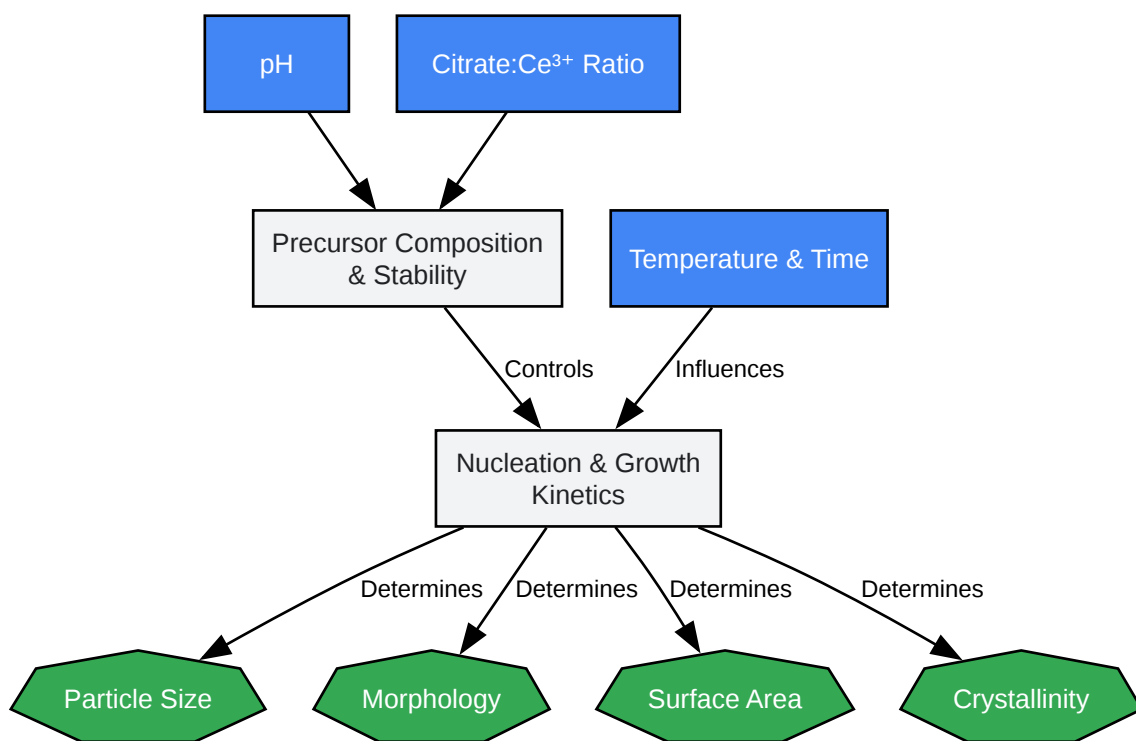 pH
Citrate:Ce³⁺ Ratio
Precursor Composition
& Stability
Temperature & Time
Controls
Influences
Nucleation & Growth
Kinetics
Determines
Determines
Determines
Determines
Particle Size
Morphology
Surface Area
Crystallinity